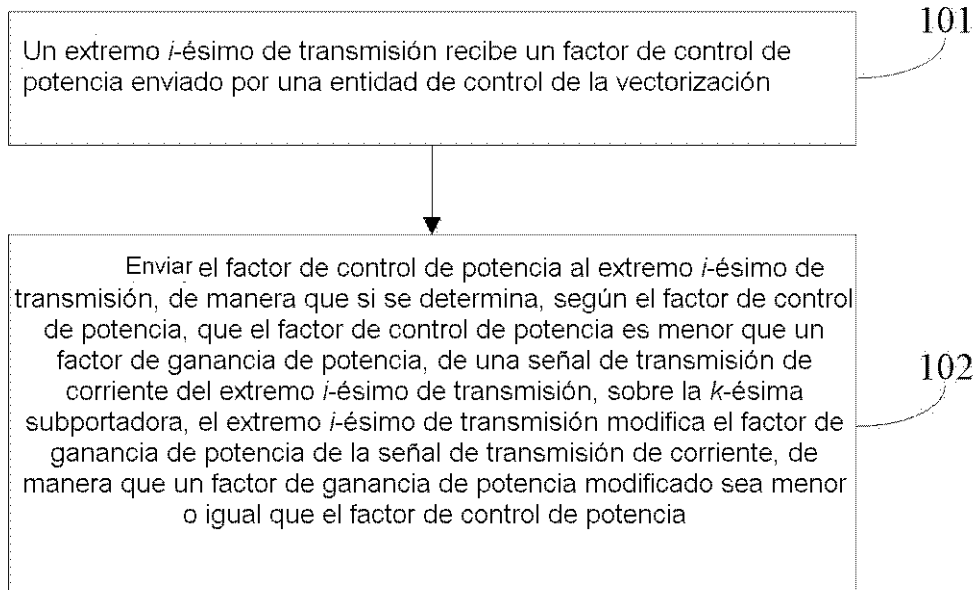 101
Un extremo i-ésimo de transmisión recibe un factor de control de
potencia enviado por una entidad de control de la vectorización
Enviar el factor de control de potencia al extremo i-ésimo de
transmisión, de manera que si se determina, según el factor de control
de potencia, que el factor de control de potencia es menor que un
factor de ganancia de potencia, de una señal de transmisión de
corriente del extremo i-ésimo de transmisión, sobre la k-ésima
subportadora, el extremo i-ésimo de transmisión modifica el factor de
ganancia de potencia de la señal de transmisión de corriente, de
manera que un factor de ganancia de potencia modificado sea menor
o igual que el factor de control de potencia
102